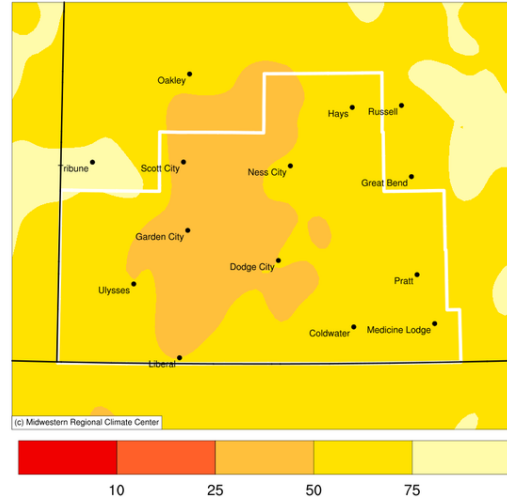 Oakley
Hays
Russell
Tribune
Scott City
Ness City
Great Bend
Garden City
Dodge City
Ulysses
Pratt
Coldwater
Medicine Lodge
Liberal
(c) Midwestern Regional Climate Center
10 25 50 75